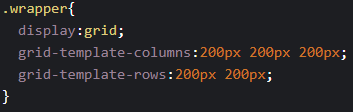 .wrapper{
  display:grid;
  grid-template-columns:200px 200px 200px;
  grid-template-rows:200px 200px;
}